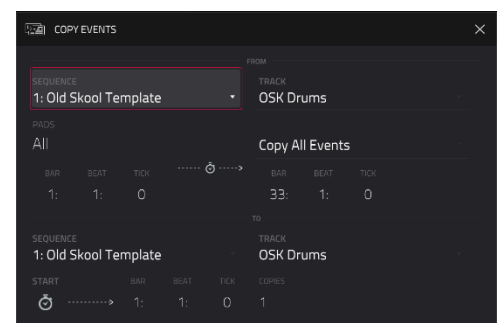 COPY EVENTS
FROM
SEQUENCE TRACK
1: Old Skool Template OSK Drums
PADS
All Copy All Events
BAR BEAT TICK BAR BEAT TICK
1: 1: 0 33: 1: 0
TO
SEQUENCE TRACK
1: Old Skool Template OSK Drums
START BAR BEAT TICK COPIES
1: 1: 0 1